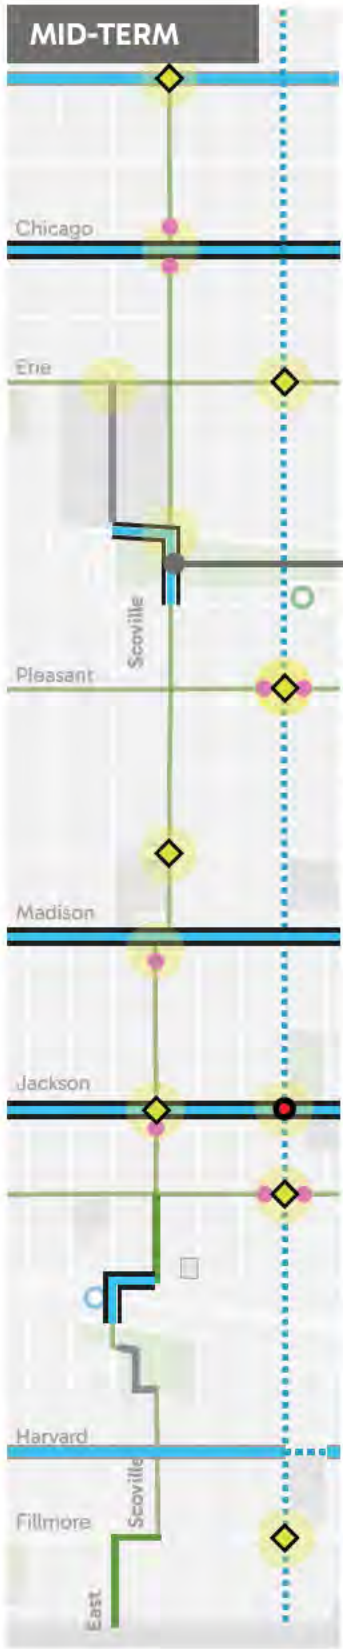 MID-TERM
Chicago
Erie
Scoville
Pleasant
Madison
Jackson
Harvard
Scoville
Fillmore
East